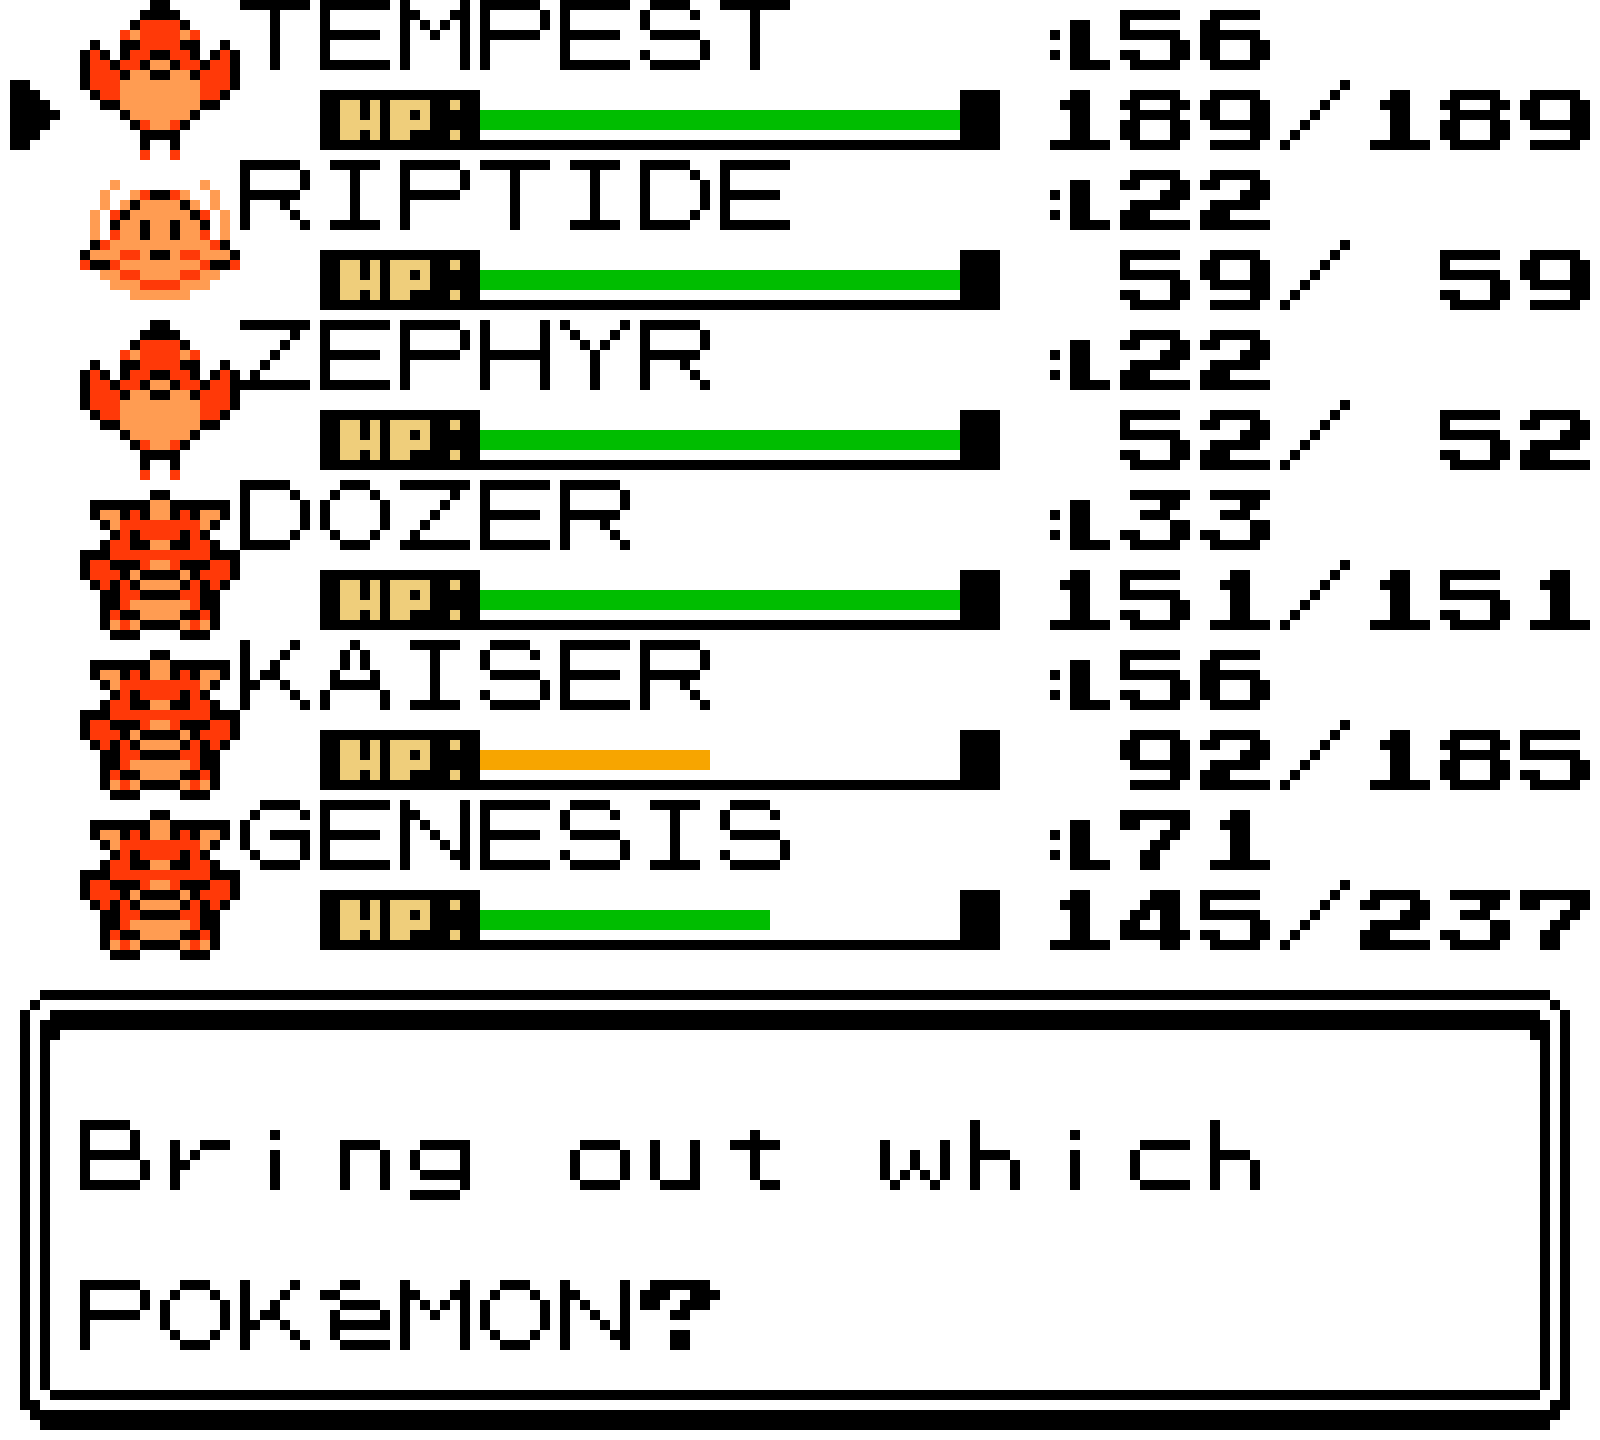 TEMPEST :L56
HP: 189/189
RIPTIDE :L22
HP: 59/ 59
ZEPHYR :L22
HP: 52/ 52
DOZER :L33
HP: 151/151
KAISER :L56
HP: 92/185
GENESIS :L71
HP: 145/237
Bring out which
POKéMON?